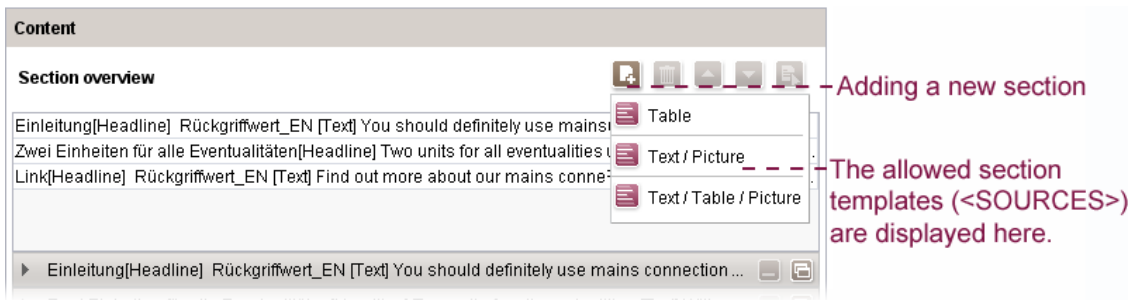 Content
Section overview
Adding a new section
Table
Einleitung[Headline] Rückgriffwert_EN [Text] You should definitely use mains
Zwei Einheiten für alle Eventualitäten[Headline] Two units for all eventualities
Text / Picture
Link[Headline] Rückgriffwert_EN [Text] Find out more about our mains conne
The allowed section
templates (<SOURCES>)
are displayed here.
Text / Table / Picture
Einleitung[Headline] Rückgriffwert_EN [Text] You should definitely use mains connection ...